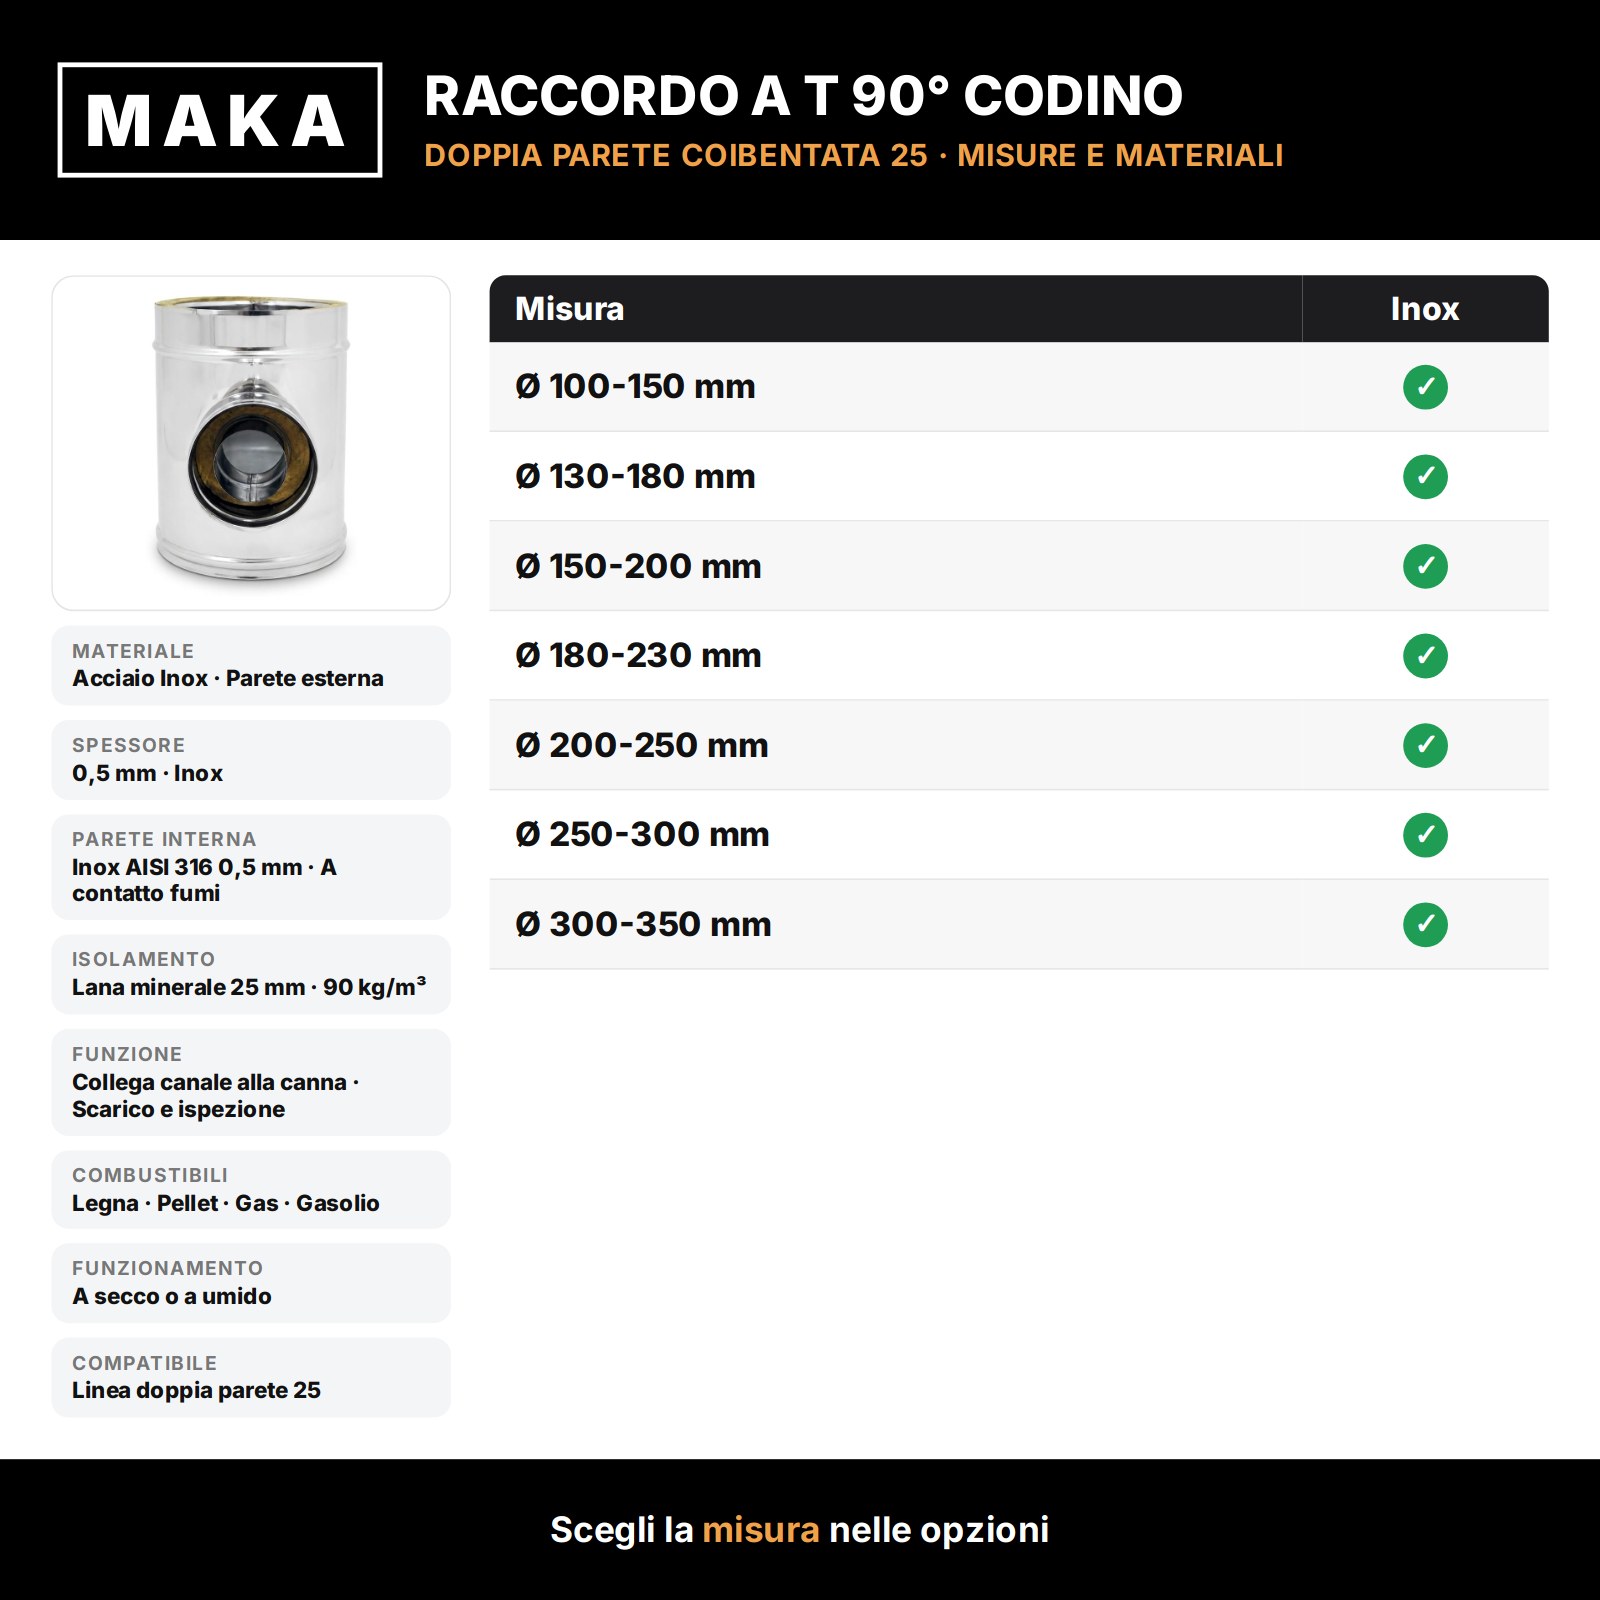 MAKA
RACCORDO A T 90° CODINO
DOPPIA PARETE COIBENTATA 25 · MISURE E MATERIALI
MATERIALE
Acciaio Inox · Parete esterna
SPESSORE
0,5 mm · Inox
PARETE INTERNA
Inox AISI 316 0,5 mm · A
contatto fumi
ISOLAMENTO
Lana minerale 25 mm · 90 kg/m³
FUNZIONE
Collega canale alla canna ·
Scarico e ispezione
COMBUSTIBILI
Legna · Pellet · Gas · Gasolio
FUNZIONAMENTO
A secco o a umido
COMPATIBILE
Linea doppia parete 25
Misura Inox
Ø 100-150 mm ✓
Ø 130-180 mm ✓
Ø 150-200 mm ✓
Ø 180-230 mm ✓
Ø 200-250 mm ✓
Ø 250-300 mm ✓
Ø 300-350 mm ✓
Scegli la misura nelle opzioni